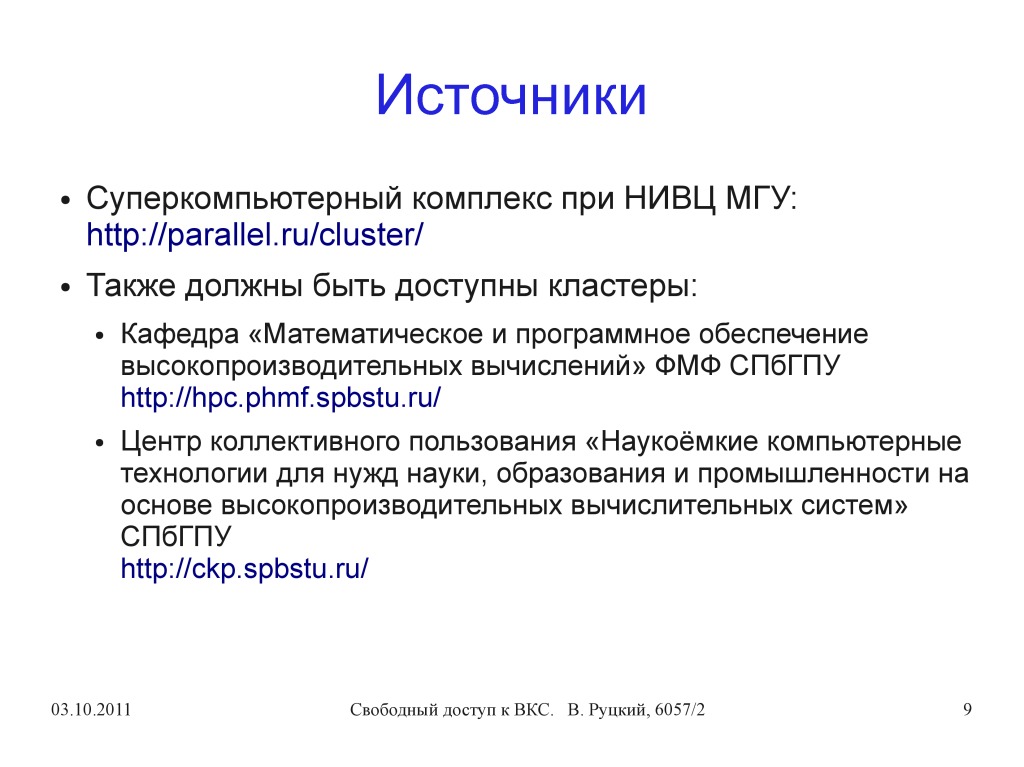 Источники
• Суперкомпьютерный комплекс при НИВЦ МГУ:
http://parallel.ru/cluster/
• Также должны быть доступны кластеры:
• Кафедра «Математическое и программное обеспечение
высокопроизводительных вычислений» ФМФ СПбГПУ
http://hpc.phmf.spbstu.ru/
• Центр коллективного пользования «Наукоёмкие компьютерные
технологии для нужд науки, образования и промышленности на
основе высокопроизводительных вычислительных систем»
СПбГПУ
http://ckp.spbstu.ru/
03.10.2011 Свободный доступ к ВКС. В. Руцкий, 6057/2 9